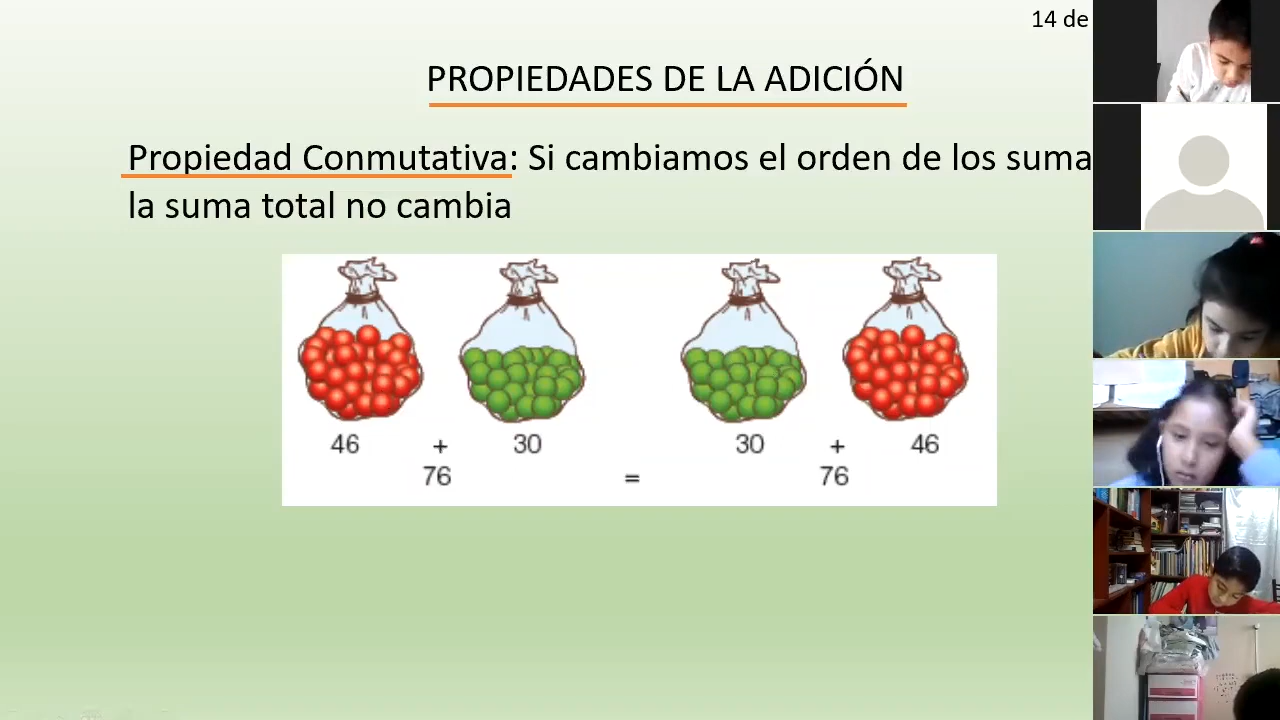 14 de
PROPIEDADES DE LA ADICIÓN
Propiedad Conmutativa: Si cambiamos el orden de los suma
la suma total no cambia
46 + 30 30 + 46
76 = 76